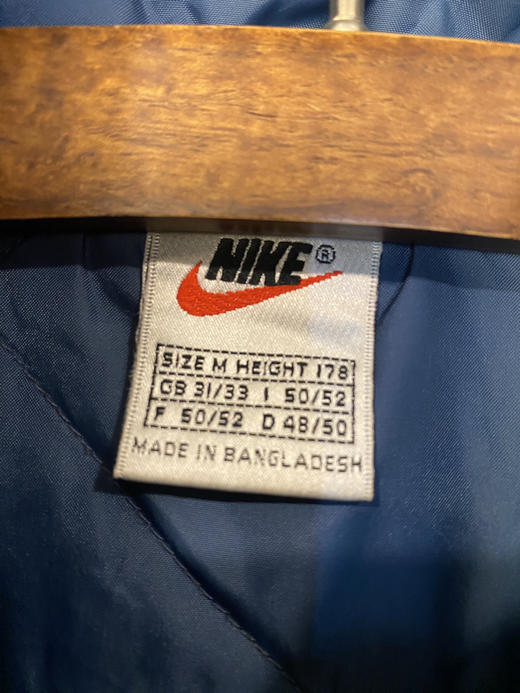 NIKE®
SIZE M HEIGHT 178
GB 31/33 I 50/52
F 50/52 D 48/50
MADE IN BANGLADESH